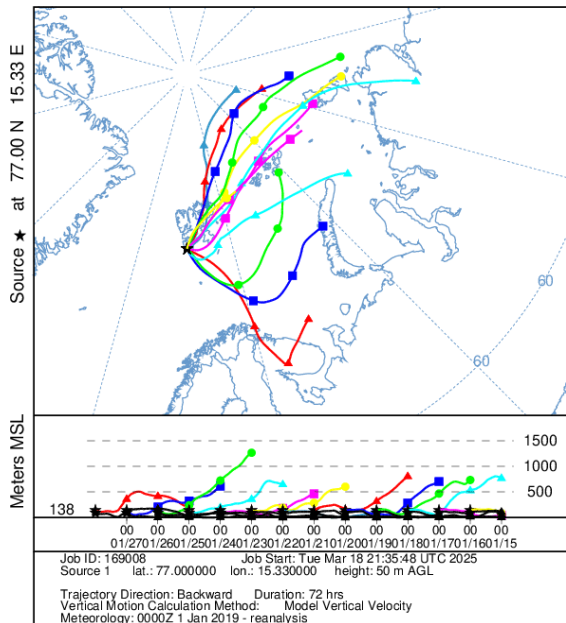 Source ★ at 77.00 N 15.33 E
60
60
Meters MSL
1500
1000
500
138
00 00 00 00 00 00 00 00 00 00 00 00 00
01/27 01/26 01/25 01/24 01/23 01/22 01/21 01/20 01/19 01/18 01/17 01/16 01/15
Job ID: 169008 Job Start: Tue Mar 18 21:35:48 UTC 2025
Source 1 lat.: 77.000000 lon.: 15.330000 height: 50 m AGL
Trajectory Direction: Backward Duration: 72 hrs
Vertical Motion Calculation Method: Model Vertical Velocity
Meteorology: 0000Z 1 Jan 2019 - reanalysis